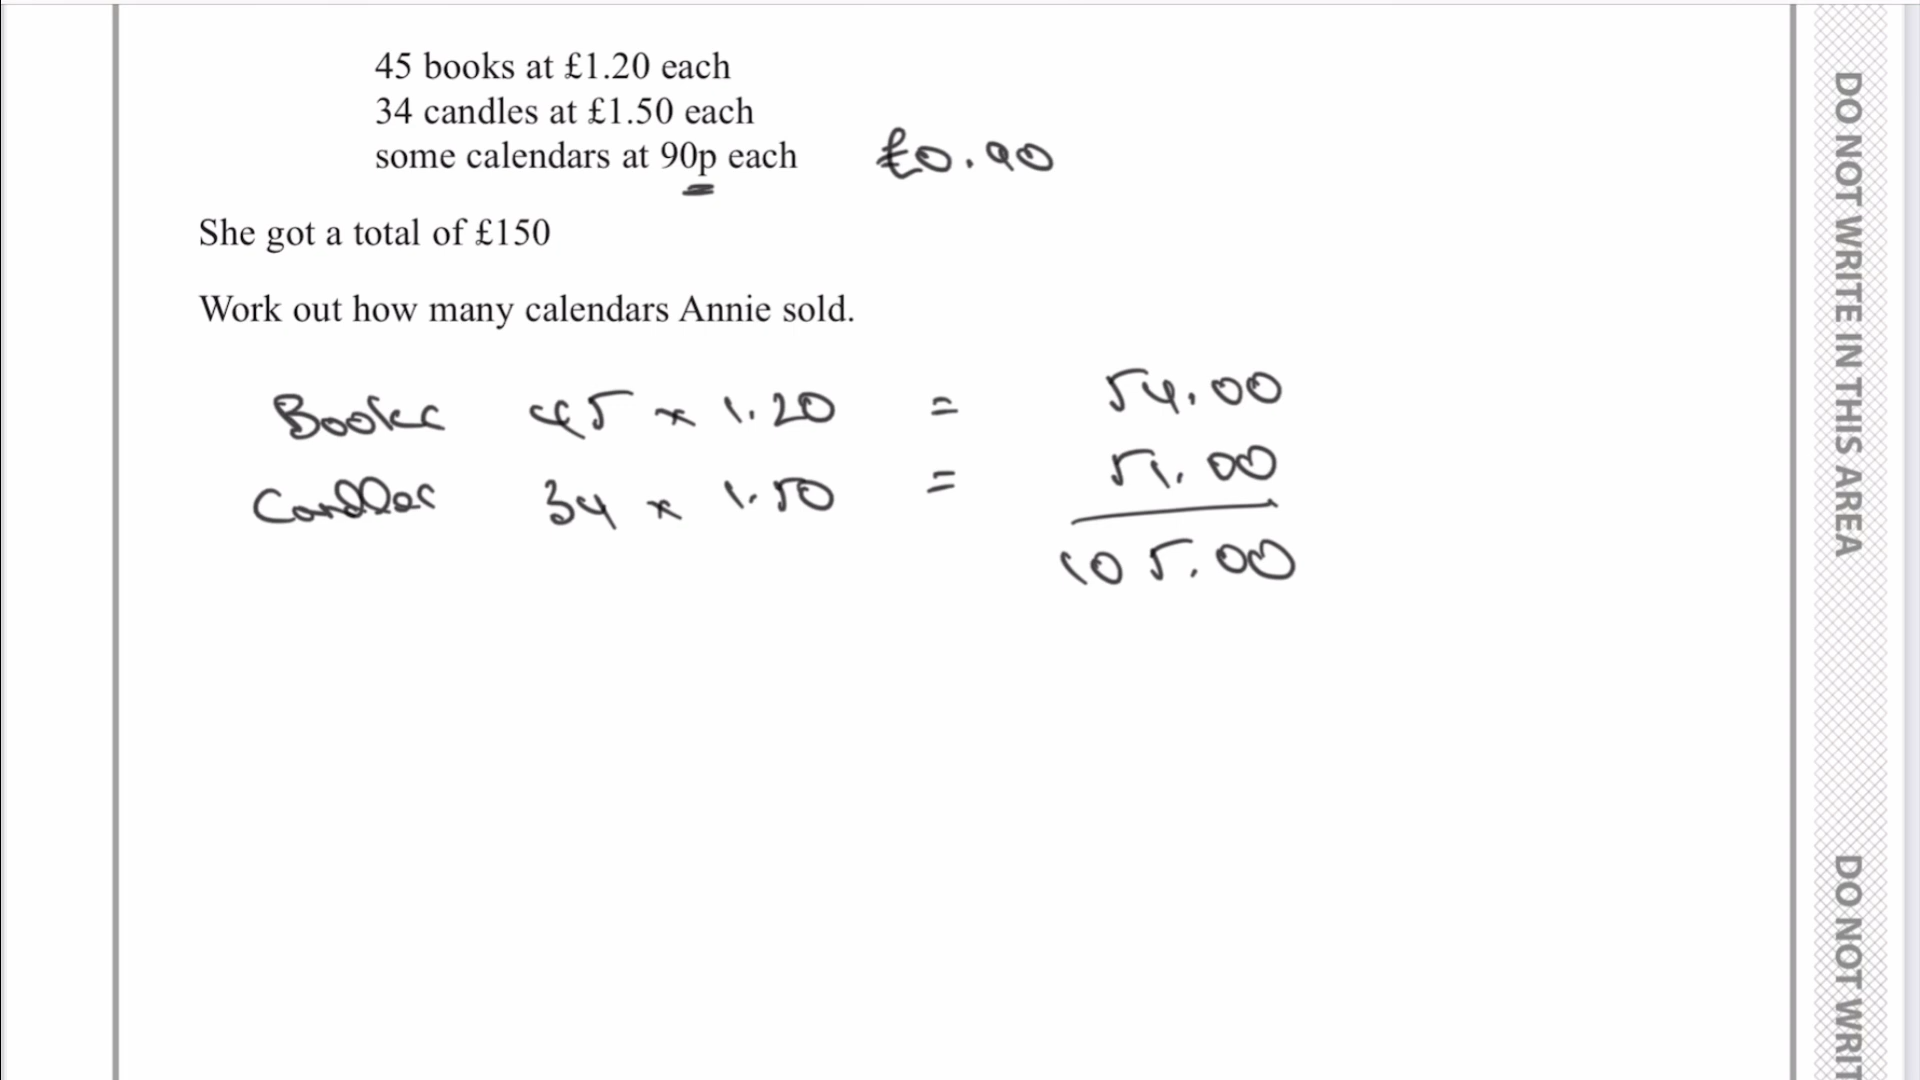 45 books at £1.20 each
34 candles at £1.50 each
some calendars at 90p each £0.90
She got a total of £150
Work out how many calendars Annie sold.
Books 45 x 1.20 = 54.00
Candles 34 x 1.50 = 51.00
105.00
DO NOT WRITE IN THIS AREA
DO NOT WRIT